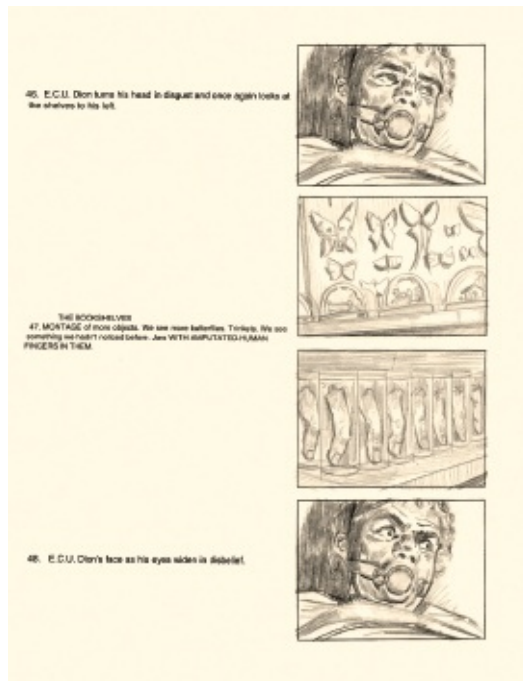 46. E.C.U. Dion turns his head in disgust and once again looks at
the shelves to his left.
THE BOOKSHELVES
47. MONTAGE of more objects. We see more butterflies. Trinkets. We see
something we hadn't noticed before. Jars WITH AMPUTATED HUMAN
FINGERS IN THEM.
48. E.C.U. Dion's face as his eyes widen in disbelief.